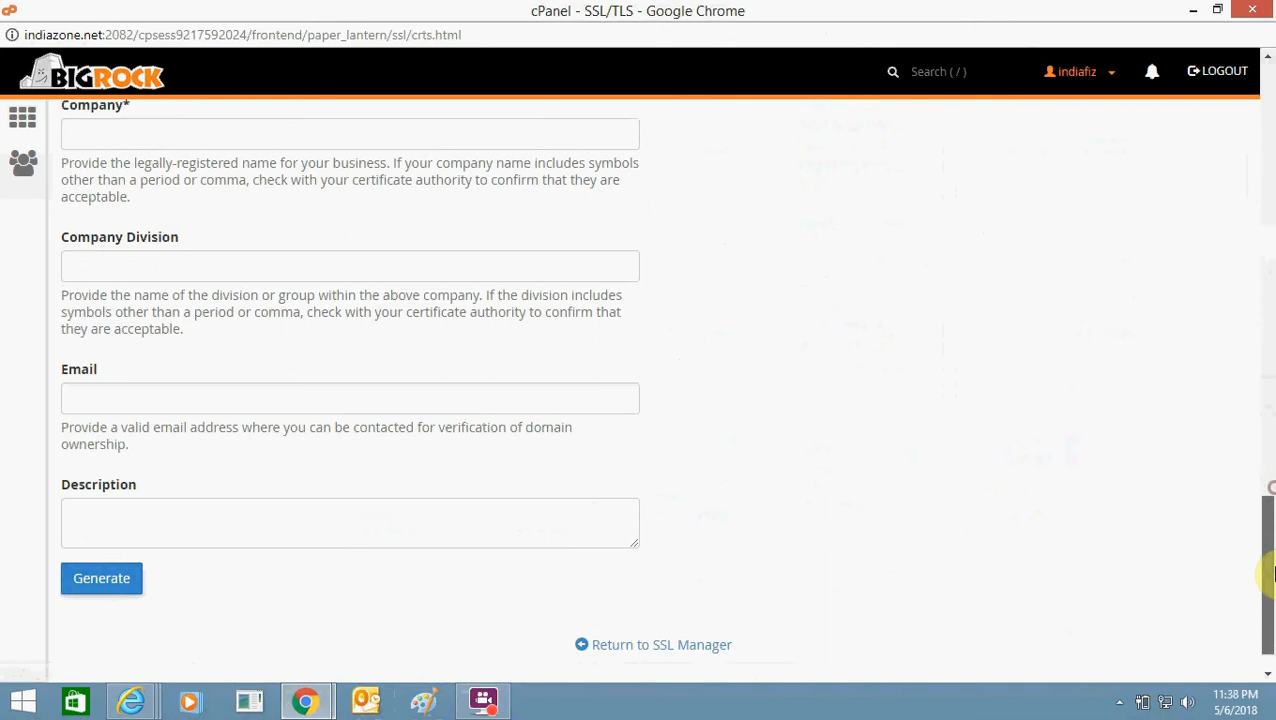 cPanel - SSL/TLS - Google Chrome
indiazone.net:2082/cpsess9217592024/frontend/paper_lantern/ssl/crts.html
BIGROCK
Search ( / )
indiafiz
LOGOUT
Company*
Provide the legally-registered name for your business. If your company name includes symbols
other than a period or comma, check with your certificate authority to confirm that they are
acceptable.
Company Division
Provide the name of the division or group within the above company. If the division includes
symbols other than a period or comma, check with your certificate authority to confirm that
they are acceptable.
Email
Provide a valid email address where you can be contacted for verification of domain
ownership.
Description
Generate
Return to SSL Manager
11:38 PM
5/6/2018